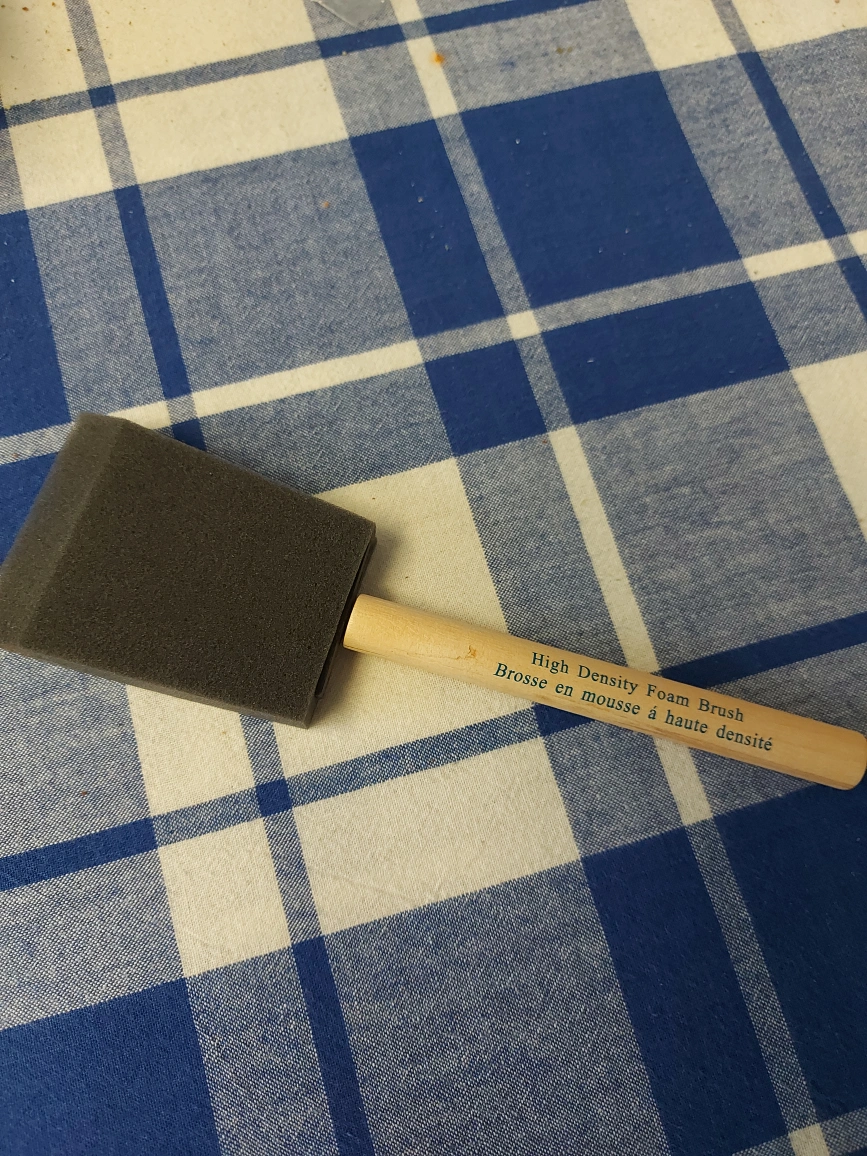 High Density Foam Brush
Brosse en mousse á haute densité